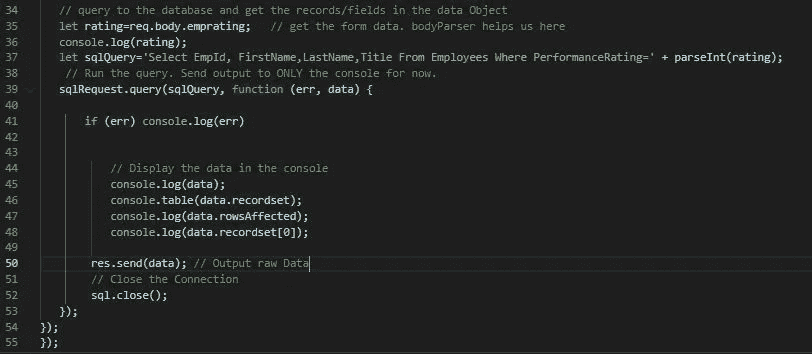 34 // query to the database and get the records/fields in the data Object
35 let rating=req.body.emprating; // get the form data. bodyParser helps us here
36 console.log(rating);
37 let sqlQuery='Select EmpId, FirstName,LastName,Title From Employees Where PerformanceRating=' + parseInt(rating);
38 // Run the query. Send output to ONLY the console for now.
39 sqlRequest.query(sqlQuery, function (err, data) {
40
41 if (err) console.log(err)
42
43
44 // Display the data in the console
45 console.log(data);
46 console.table(data.recordset);
47 console.log(data.rowsAffected);
48 console.log(data.recordset[0]);
49
50 res.send(data); // Output raw Data
51 // Close the Connection
52 sql.close();
53 });
54 });
55 });